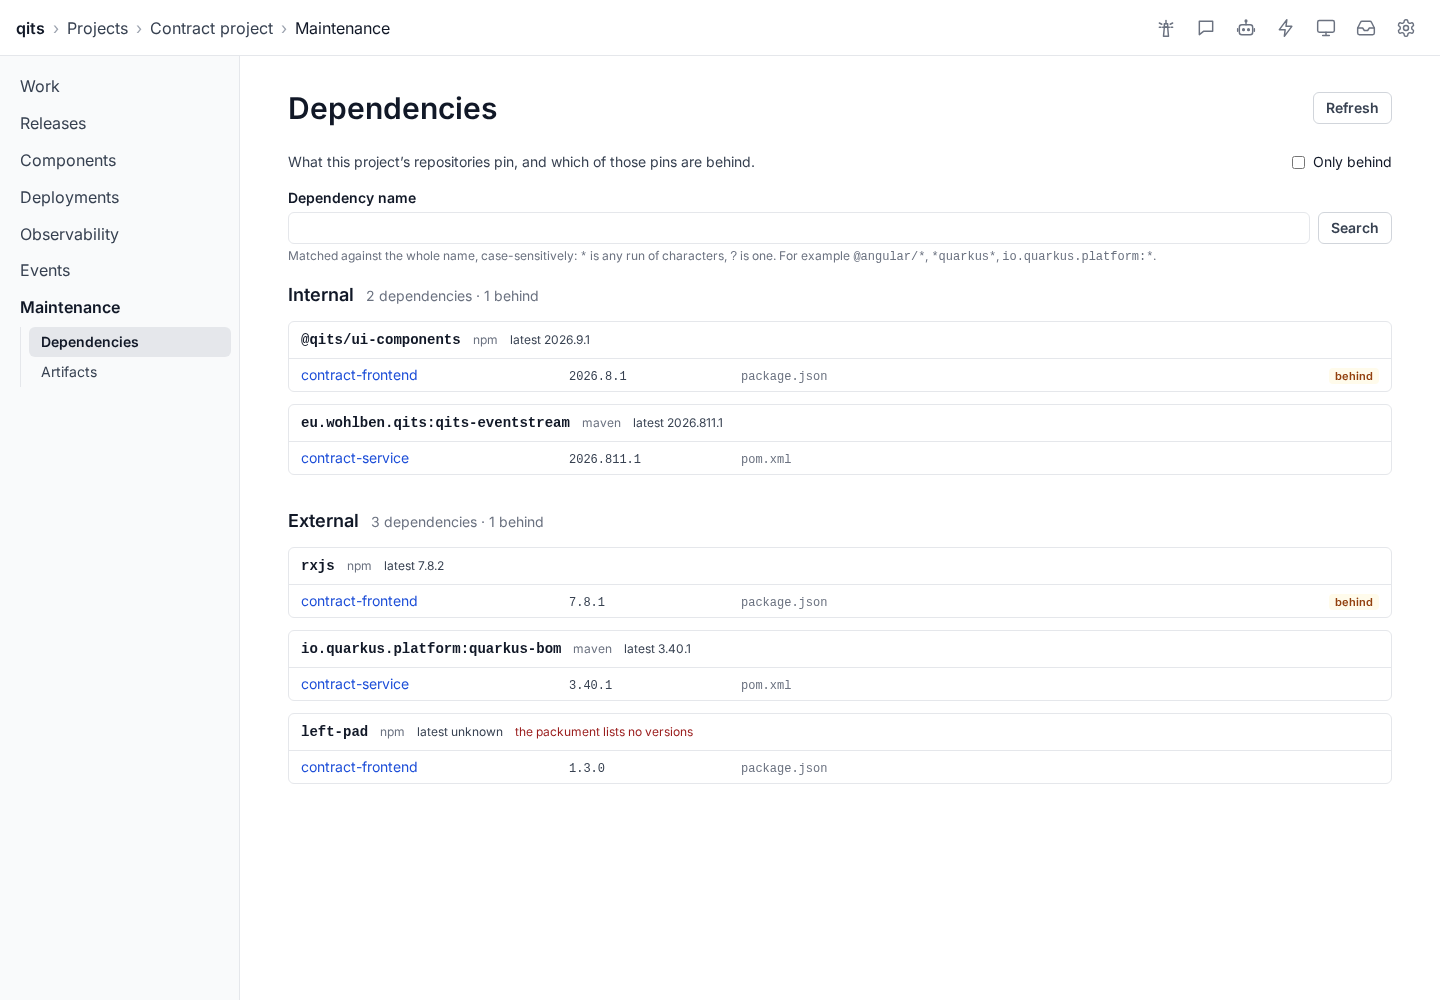 qits › Projects › Contract project › Maintenance
Work
Releases
Components
Deployments
Observability
Events
Maintenance
Dependencies
Artifacts
Dependencies
Refresh
What this project’s repositories pin, and which of those pins are behind.
Only behind
Dependency name
Search
Matched against the whole name, case-sensitively: * is any run of characters, ? is one. For example @angular/*, *quarkus*, io.quarkus.platform:*.
Internal 2 dependencies · 1 behind
@qits/ui-components npm latest 2026.9.1
contract-frontend 2026.8.1 package.json behind
eu.wohlben.qits:qits-eventstream maven latest 2026.811.1
contract-service 2026.811.1 pom.xml
External 3 dependencies · 1 behind
rxjs npm latest 7.8.2
contract-frontend 7.8.1 package.json behind
io.quarkus.platform:quarkus-bom maven latest 3.40.1
contract-service 3.40.1 pom.xml
left-pad npm latest unknown the packument lists no versions
contract-frontend 1.3.0 package.json